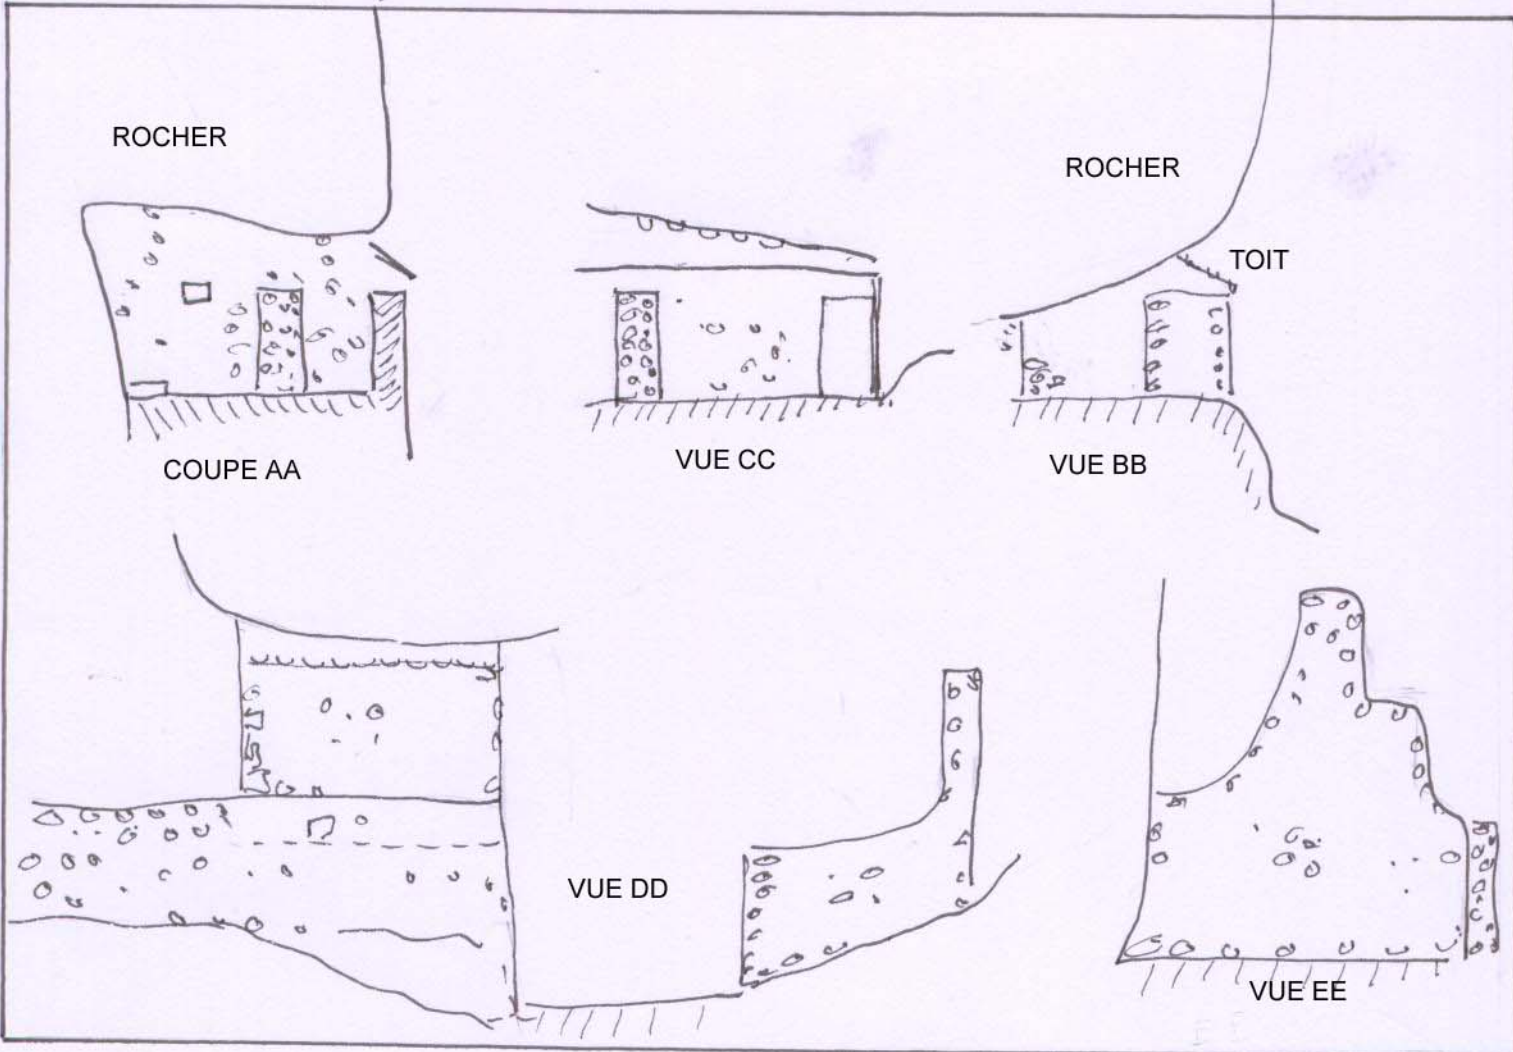 ROCHER
ROCHER
TOIT
COUPE AA
VUE CC
VUE BB
VUE DD
VUE EE